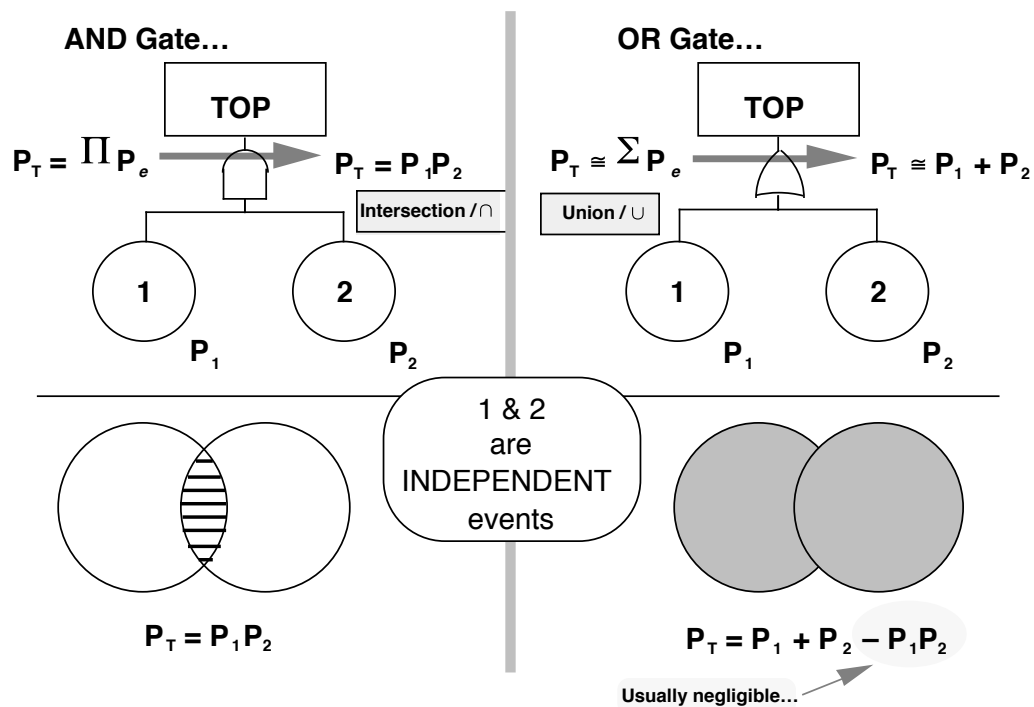 AND Gate…
TOP
P_T = ∏ P_e
P_T = P_1P_2
Intersection / ∩
1
2
P_1
P_2
OR Gate…
TOP
P_T ≅ Σ P_e
P_T ≅ P_1 + P_2
Union / ∪
1
2
P_1
P_2
1 & 2
are
INDEPENDENT
events
P_T = P_1P_2
P_T = P_1 + P_2 – P_1P_2
Usually negligible…